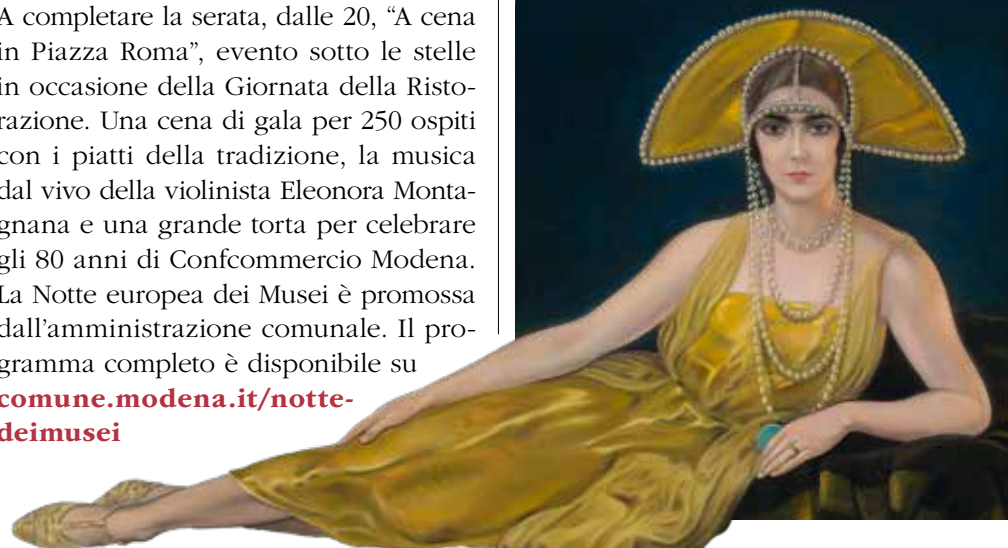 A completare la serata, dalle 20, “A cena
in Piazza Roma”, evento sotto le stelle
in occasione della Giornata della Risto-
razione. Una cena di gala per 250 ospiti
con i piatti della tradizione, la musica
dal vivo della violinista Eleonora Monta-
gnana e una grande torta per celebrare
gli 80 anni di Confcommercio Modena.
La Notte europea dei Musei è promossa
dall’amministrazione comunale. Il pro-
gramma completo è disponibile su
comune.modena.it/notte-
deimusei